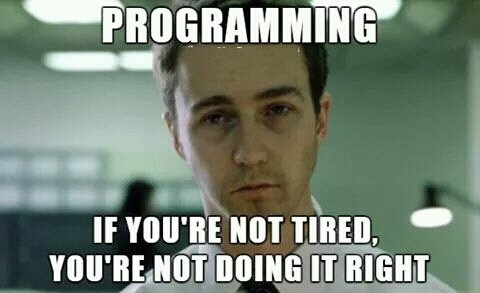 PROGRAMMING
IF YOU'RE NOT TIRED,
YOU'RE NOT DOING IT RIGHT